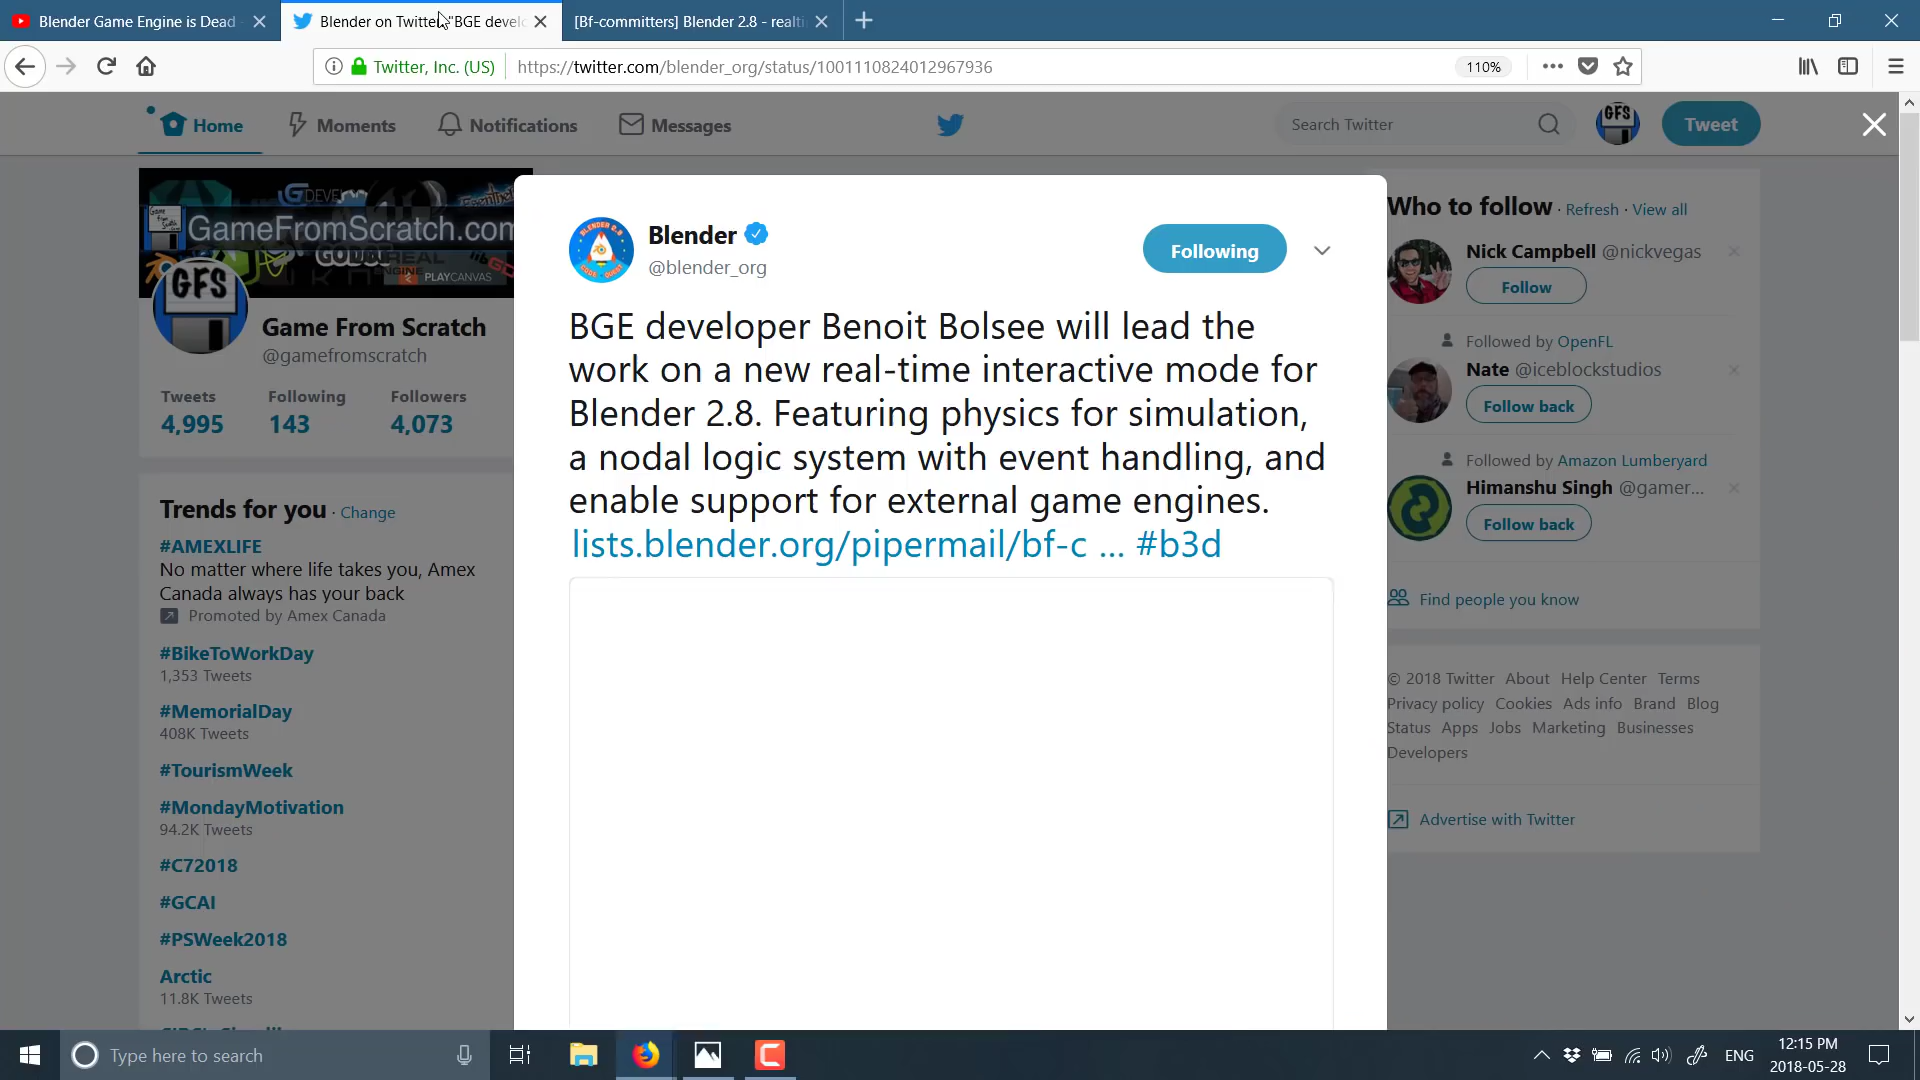 Blender Game Engine is Dead
Blender on Twitter: "BGE develo
[Bf-committers] Blender 2.8 - realti
Twitter, Inc. (US)
https://twitter.com/blender_org/status/1001110824012967936
110%
Home
Moments
Notifications
Messages
Search Twitter
GFS
Tweet
GameFromScratch.com
PLAYCANVAS
GFS
Game From Scratch
@gamefromscratch
Tweets
Following
Followers
4,995
143
4,073
Trends for you · Change
#AMEXLIFE
No matter where life takes you, Amex
Canada always has your back
Promoted by Amex Canada
#BikeToWorkDay
1,353 Tweets
#MemorialDay
408K Tweets
#TourismWeek
#MondayMotivation
94.2K Tweets
#C72018
#GCAI
#PSWeek2018
Arctic
11.8K Tweets
Blender
@blender_org
Following
BGE developer Benoit Bolsee will lead the
work on a new real-time interactive mode for
Blender 2.8. Featuring physics for simulation,
a nodal logic system with event handling, and
enable support for external game engines.
lists.blender.org/pipermail/bf-c ... #b3d
Who to follow · Refresh · View all
Nick Campbell @nickvegas
Follow
Followed by OpenFL
Nate @iceblockstudios
Follow back
Followed by Amazon Lumberyard
Himanshu Singh @gamer...
Follow back
Find people you know
© 2018 Twitter About Help Center Terms
Privacy policy Cookies Ads info Brand Blog
Status Apps Jobs Marketing Businesses
Developers
Advertise with Twitter
Type here to search
ENG
12:15 PM
2018-05-28